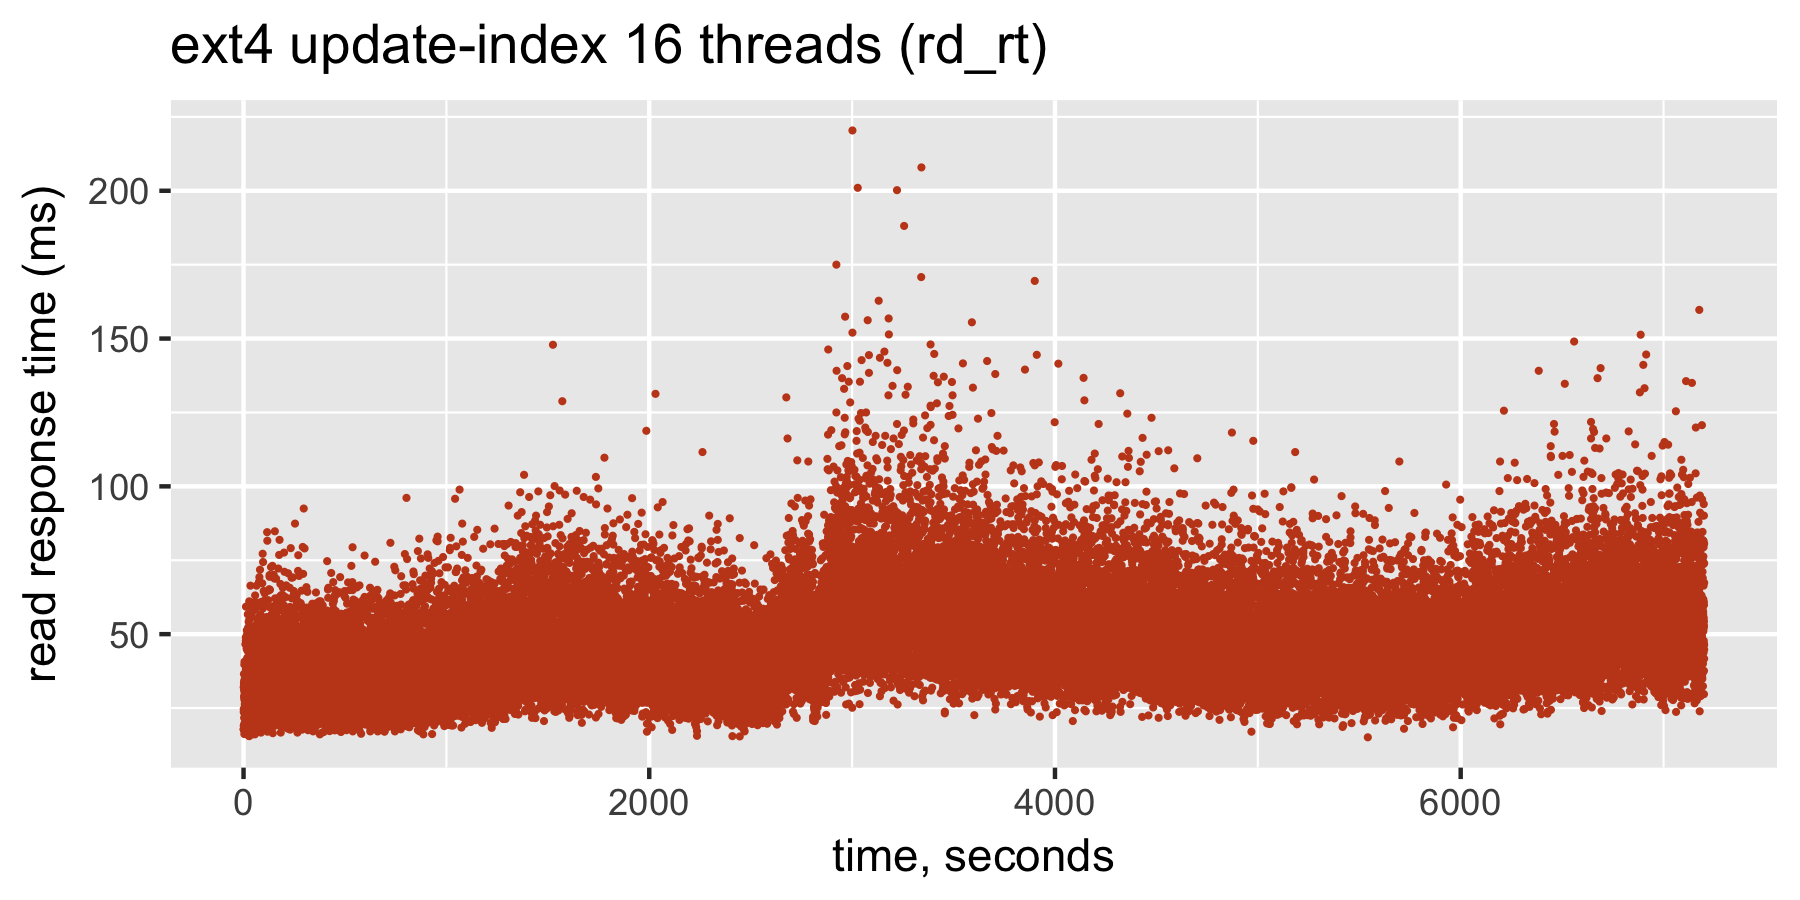 ext4 update-index 16 threads (rd_rt)
read response time (ms)
200
150
100
50
0 2000 4000 6000
time, seconds